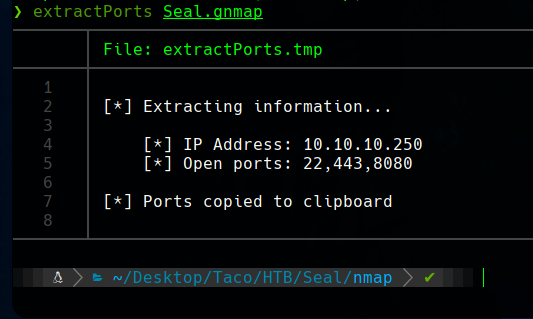 ❯ extractPorts Seal.gnmap
File: extractPorts.tmp
1
2 [*] Extracting information...
3
4 [*] IP Address: 10.10.10.250
5 [*] Open ports: 22,443,8080
6
7 [*] Ports copied to clipboard
8
~/Desktop/Taco/HTB/Seal/nmap ✔